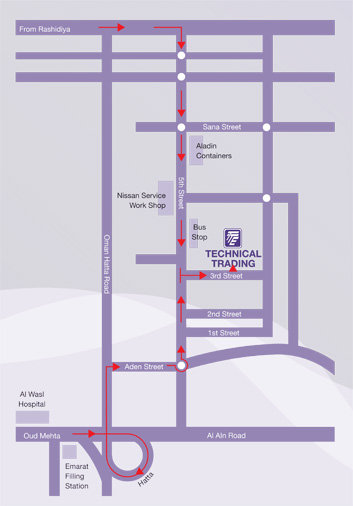 From Rashidiya
Sana Street
Aladin
Containers
5th Street
Nissan Service
Work Shop
Bus
Stop
Oman Hatta Road
TECHNICAL
TRADING
3rd Street
2nd Street
1st Street
Aden Street
Al Wasl
Hospital
Oud Mehta
Al Aln Road
Emarat
Filling
Station
Hatta